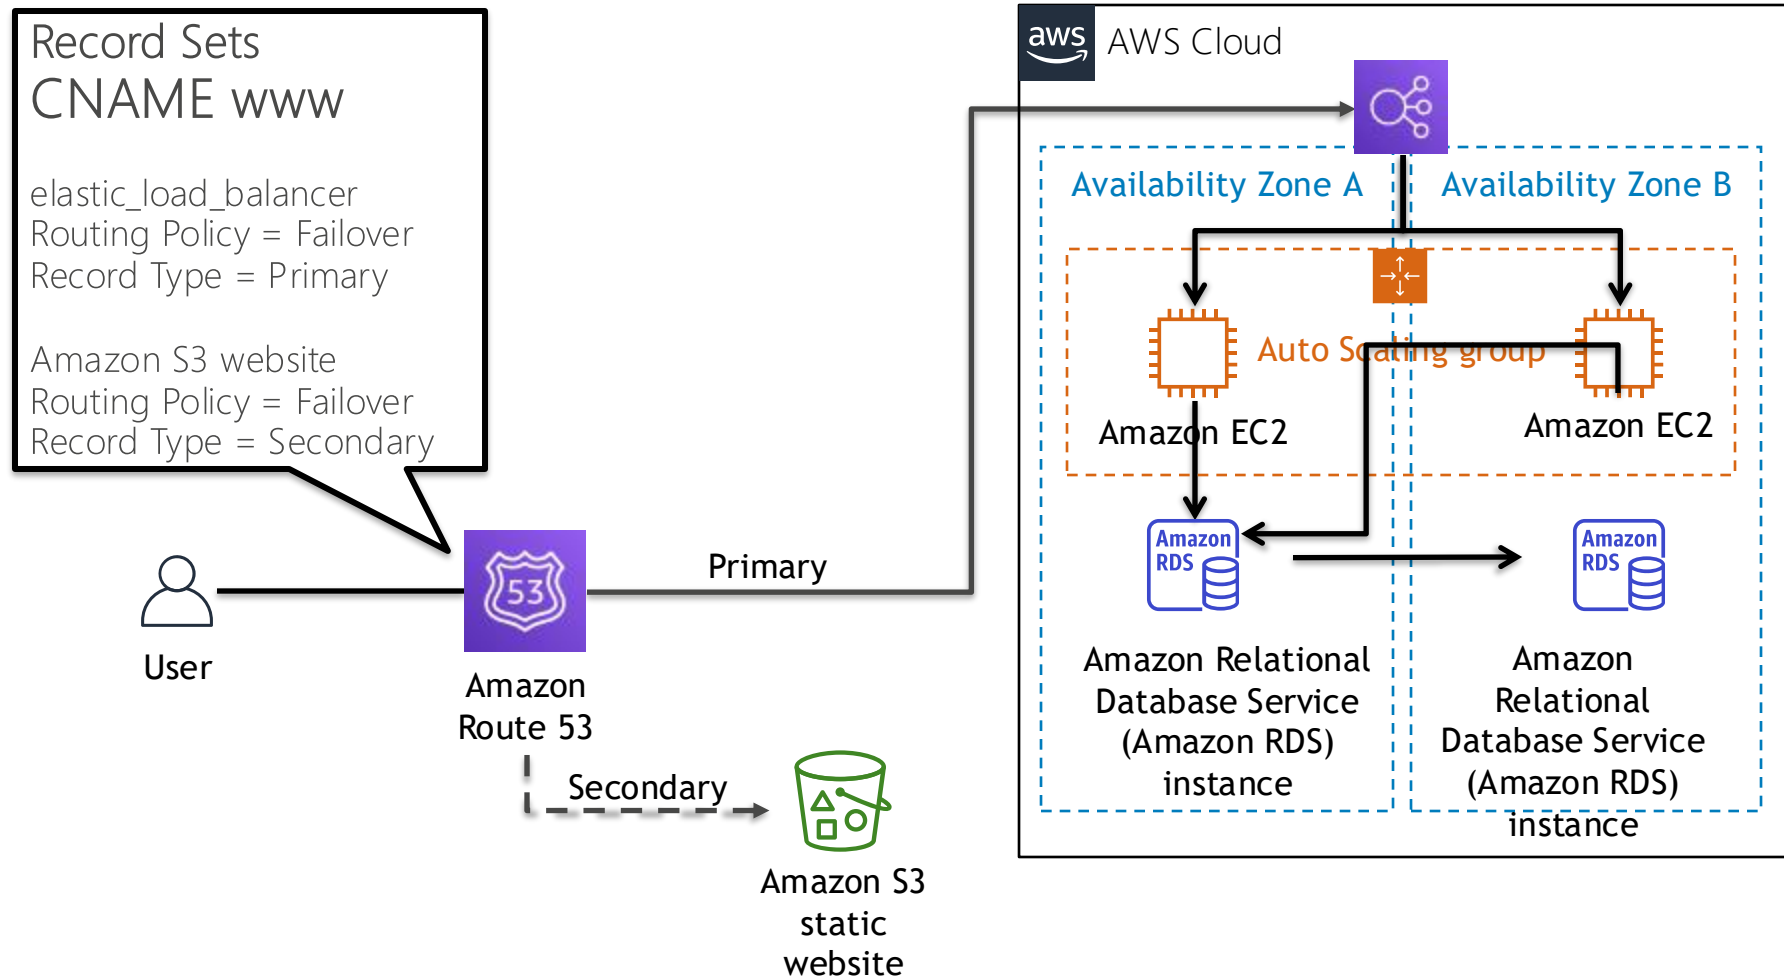 Record Sets
CNAME www
elastic_load_balancer
Routing Policy = Failover
Record Type = Primary
Amazon S3 website
Routing Policy = Failover
Record Type = Secondary
User
53
Amazon
Route 53
Primary
Secondary
Amazon S3
static
website
aws
AWS Cloud
Availability Zone A
Availability Zone B
Auto Scaling group
Amazon EC2
Amazon EC2
Amazon
RDS
Amazon
RDS
Amazon Relational
Database Service
(Amazon RDS)
instance
Amazon
Relational
Database Service
(Amazon RDS)
instance